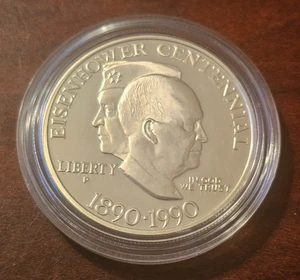 EISENHOWER CENTENNIAL
LIBERTY
P
IN GOD
WE TRUST
1890·1990